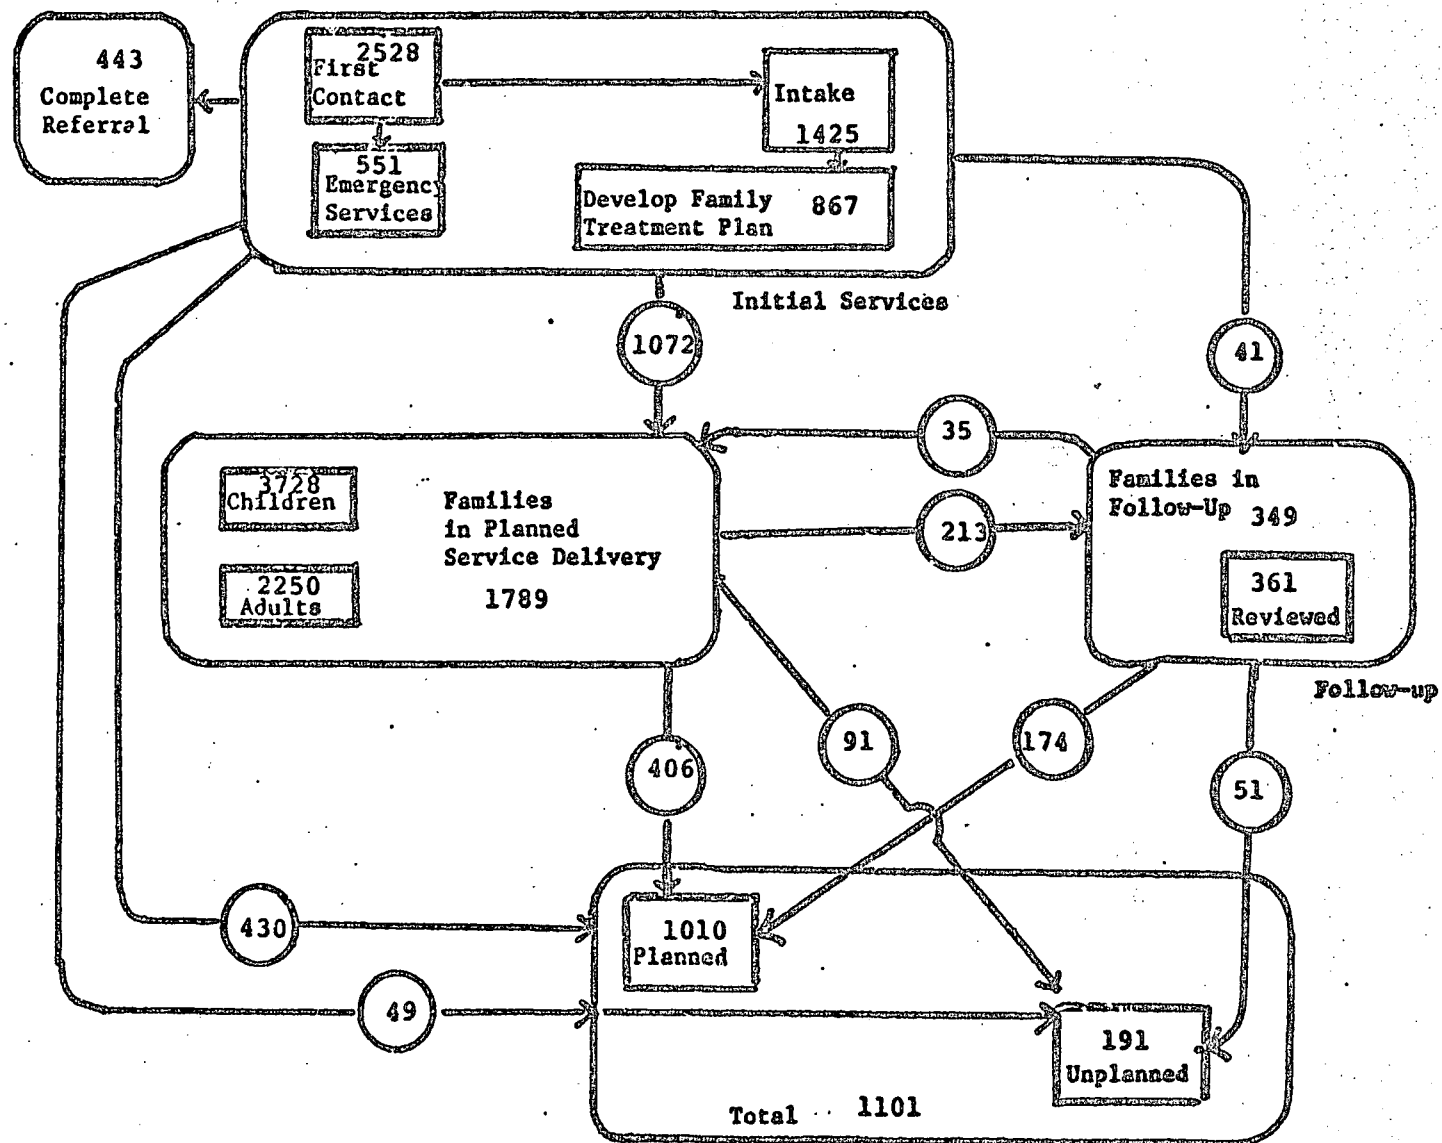 443
Complete
Referral
2528
First
Contact
551
Emergency
Services
Intake
1425
Develop Family 867
Treatment Plan
Initial Services
1072
41
35
213
3728
Children
2250
Adults
Families
in Planned
Service Delivery
1789
Families in
Follow-Up 349
361
Reviewed
Follow-up
406
91
174
51
430
49
1010
Planned
191
Unplanned
Total 1101